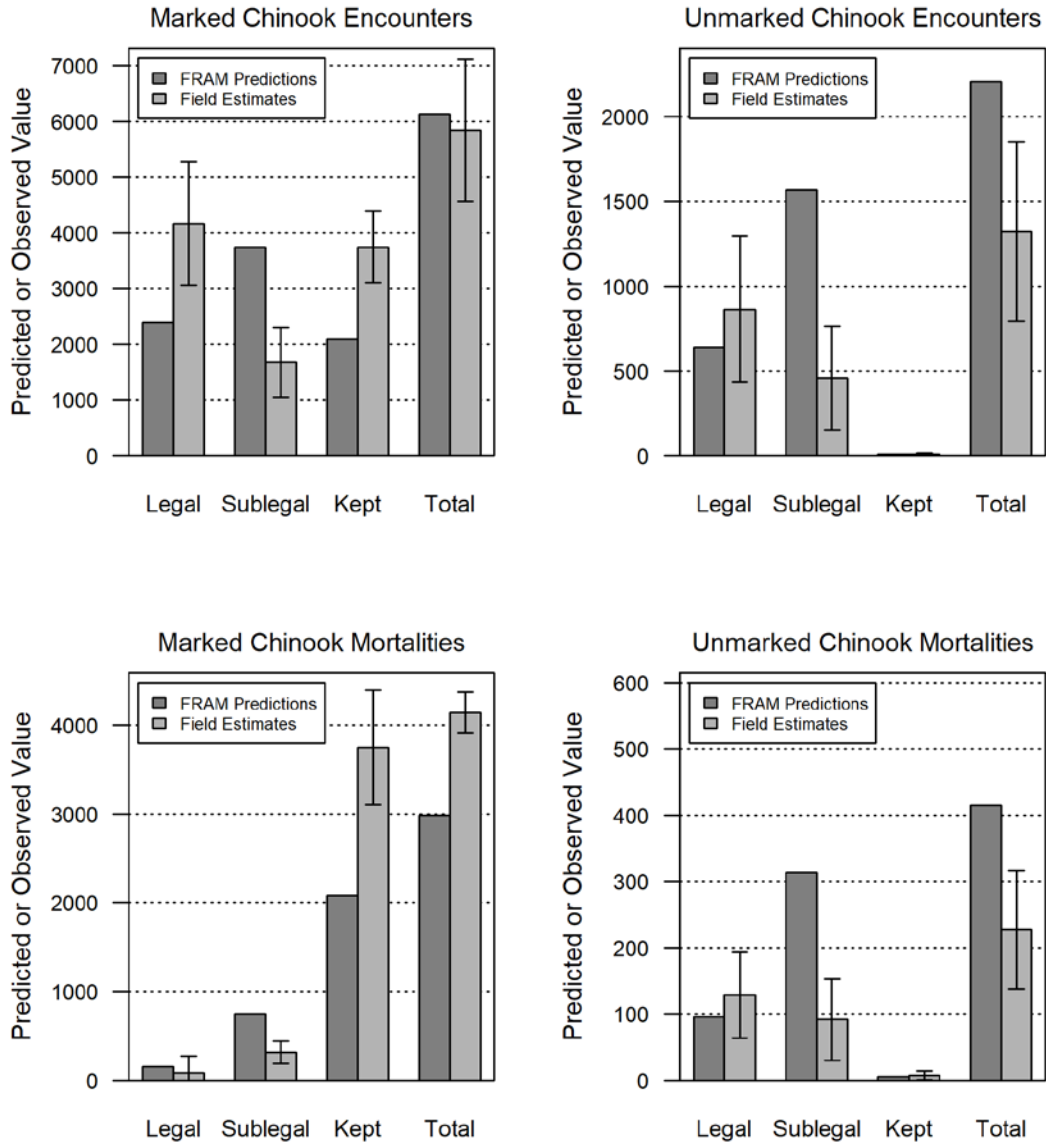 Marked Chinook Encounters
Predicted or Observed Value
7000
6000
5000
4000
3000
2000
1000
0
FRAM Predictions
Field Estimates
Legal Sublegal Kept Total
Unmarked Chinook Encounters
Predicted or Observed Value
2000
1500
1000
500
0
FRAM Predictions
Field Estimates
Legal Sublegal Kept Total
Marked Chinook Mortalities
Predicted or Observed Value
4000
3000
2000
1000
0
FRAM Predictions
Field Estimates
Legal Sublegal Kept Total
Unmarked Chinook Mortalities
Predicted or Observed Value
600
500
400
300
200
100
0
FRAM Predictions
Field Estimates
Legal Sublegal Kept Total